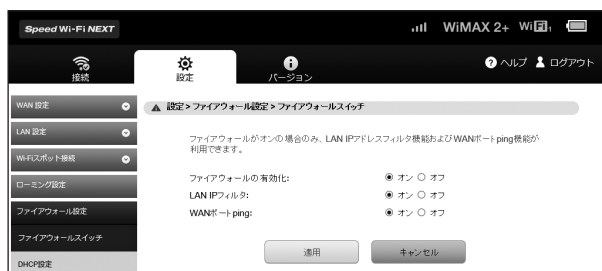 Speed Wi-Fi NEXT
WiMAX 2+ WiFi
接続
設定
バージョン
ヘルプ ログアウト
WAN 設定
LAN 設定
Wi-Fiスポット接続
ローミング設定
ファイアウォール設定
ファイアウォールスイッチ
DHCP設定
設定 > ファイアウォール設定 > ファイアウォールスイッチ
ファイアウォールがオンの場合のみ、LAN IPアドレスフィルタ機能およびWANポートping機能が
利用できます。
ファイアウォールの有効化: オン オフ
LAN IPフィルタ: オン オフ
WANポートping: オン オフ
適用 キャンセル